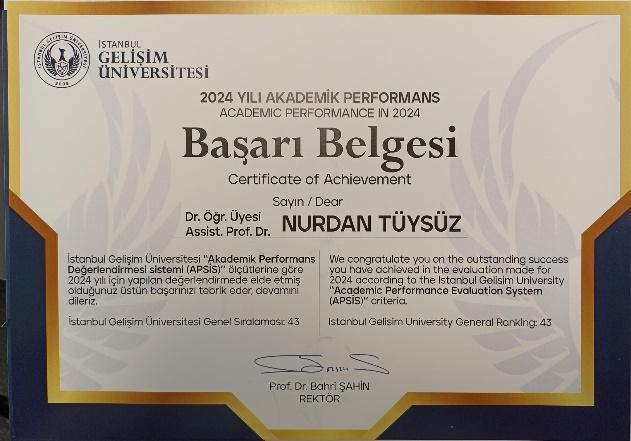 İSTANBUL
GELİŞİM
ÜNİVERSİTESİ
2024 YILI AKADEMİK PERFORMANS
ACADEMIC PERFORMANCE IN 2024
Başarı Belgesi
Certificate of Achievement
Sayın / Dear
Dr. Öğr. Üyesi
Assist. Prof. Dr.
NURDAN TÜYSÜZ
İstanbul Gelişim Üniversitesi "Akademik Performans
Değerlendirmesi sistemi (APSİS)" ölçütlerine göre
2024 yılı için yapılan değerlendirmede elde etmiş
olduğunuz üstün başarınızı tebrik eder, devamını
dileriz.
İstanbul Gelişim Üniversitesi Genel Sıralaması: 43
We congratulate you on the outstanding success
you have achieved in the evaluation made for
2024 according to the Istanbul Gelisim University
"Academic Performance Evaluation System
(APSİS)" criteria.
Istanbul Gelisim University General Ranking: 43
Prof. Dr. Bahri ŞAHİN
REKTÖR